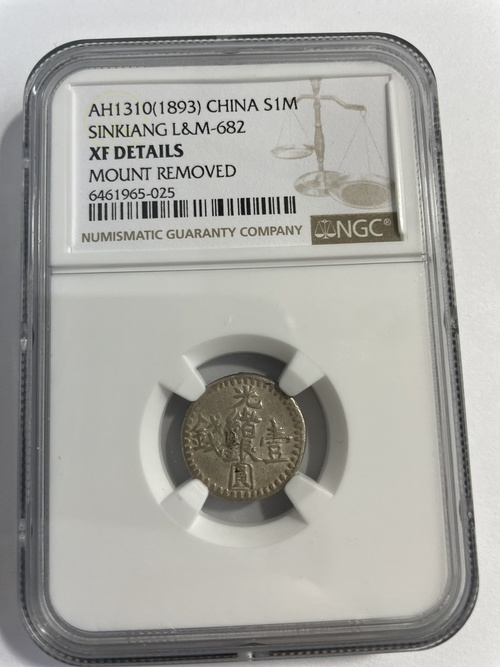 AH1310(1893) CHINA S1M
SINKIANG L&M-682
XF DETAILS
MOUNT REMOVED
6461965-025
NUMISMATIC GUARANTY COMPANY
NGC®
光緒銀圓
壹錢